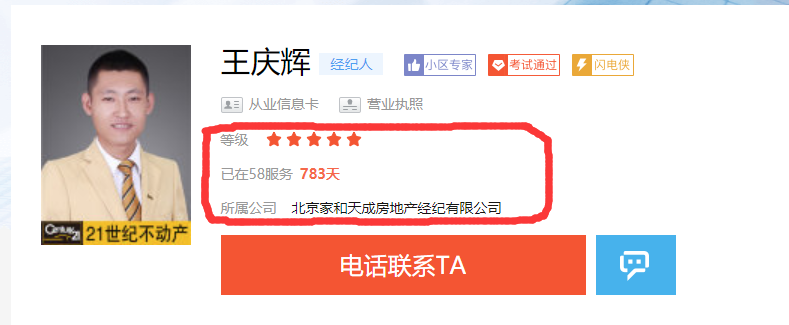 王庆辉 经纪人 小区专家 考试通过 闪电侠
从业信息卡 营业执照
等级
已在58服务 783天
所属公司 北京家和天成房地产经纪有限公司
Century 21 21世纪不动产
电话联系TA